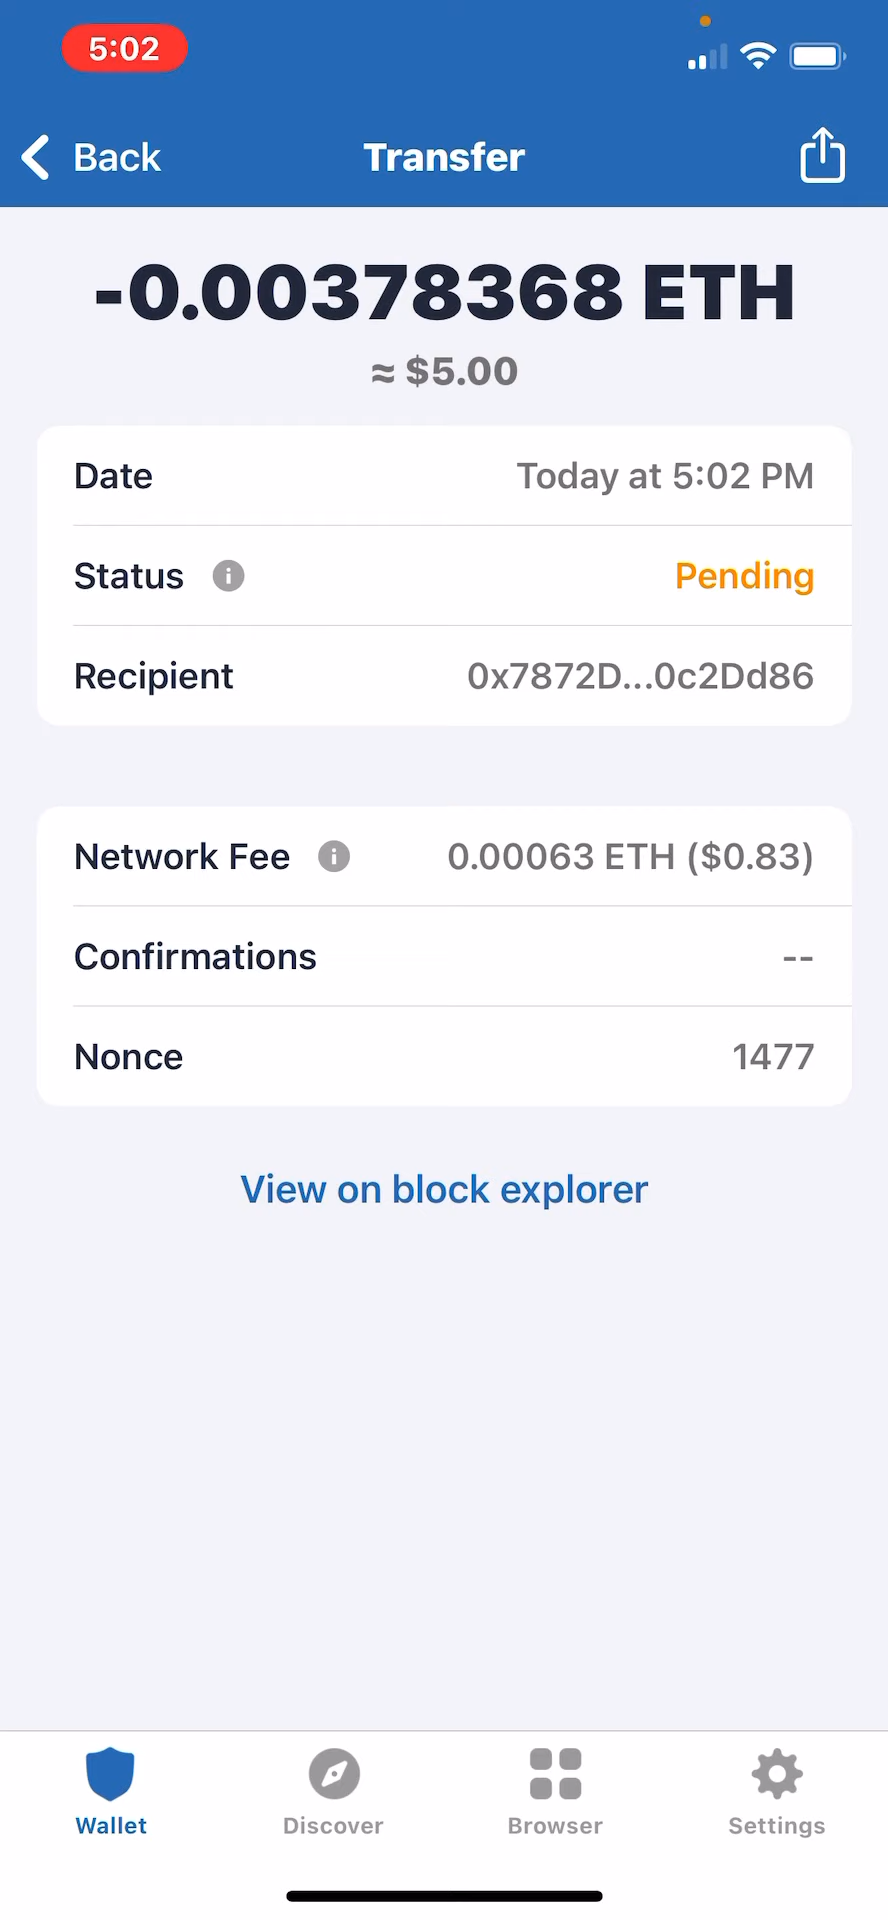 5:02
Back
Transfer
-0.00378368 ETH
≈ $5.00
Date Today at 5:02 PM
Status Pending
Recipient 0x7872D...0c2Dd86
Network Fee 0.00063 ETH ($0.83)
Confirmations --
Nonce 1477
View on block explorer
Wallet Discover Browser Settings